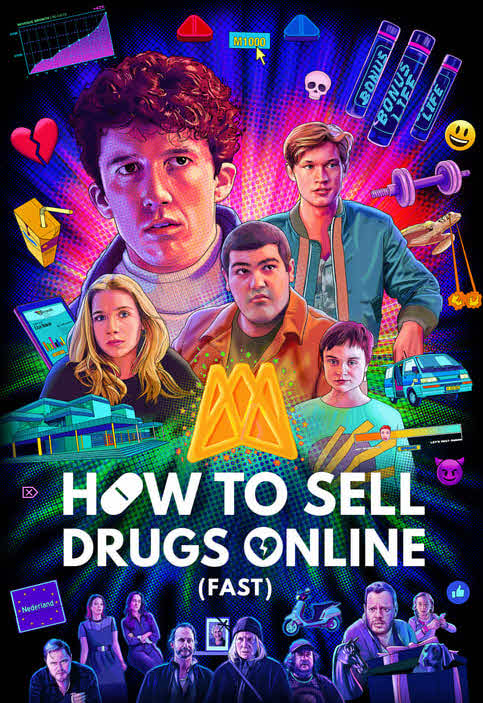 M1000
BONUS
BONUS
LIFE
LIFE
HOW TO SELL
DRUGS ONLINE
(FAST)
Nederland